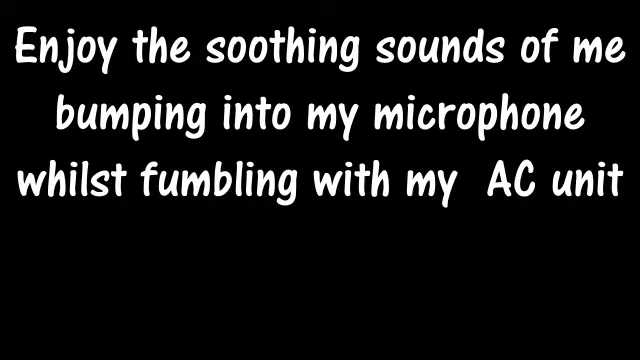 Enjoy the soothing sounds of me
bumping into my microphone
whilst fumbling with my  AC unit